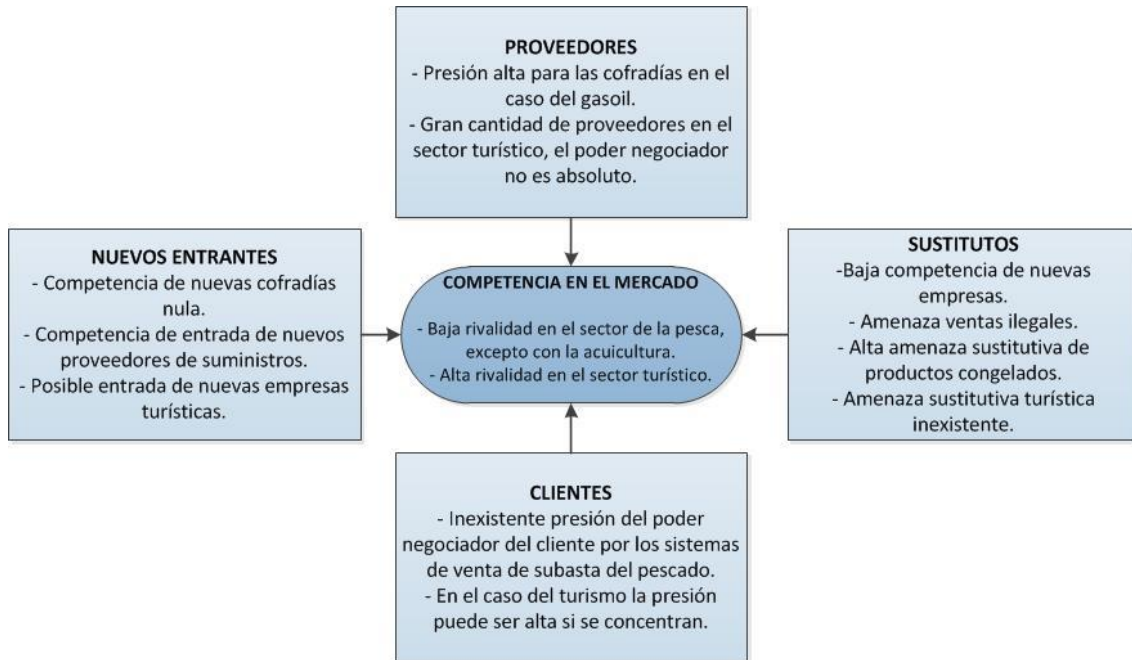 PROVEEDORES
- Presión alta para las cofradías en el
caso del gasoil.
- Gran cantidad de proveedores en el
sector turístico, el poder negociador
no es absoluto.
NUEVOS ENTRANTES
- Competencia de nuevas cofradías
nula.
- Competencia de entrada de nuevos
proveedores de suministros.
- Posible entrada de nuevas empresas
turísticas.
COMPETENCIA EN EL MERCADO
- Baja rivalidad en el sector de la pesca,
excepto con la acuicultura.
- Alta rivalidad en el sector turístico.
SUSTITUTOS
-Baja competencia de nuevas
empresas.
- Amenaza ventas ilegales.
- Alta amenaza sustitutiva de
productos congelados.
- Amenaza sustitutiva turística
inexistente.
CLIENTES
- Inexistente presión del poder
negociador del cliente por los sistemas
de venta de subasta del pescado.
- En el caso del turismo la presión
puede ser alta si se concentran.